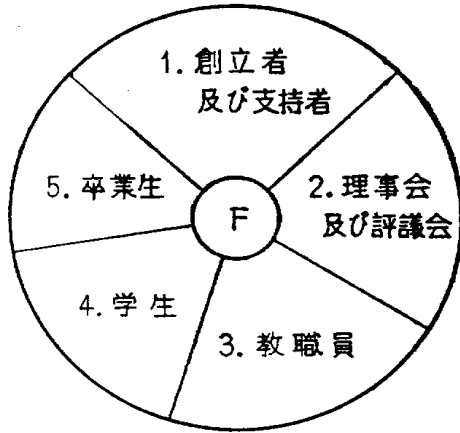 1. 創立者
及び支持者
2. 理事会
及び評議会
3. 教職員
4. 学生
5. 卒業生
F